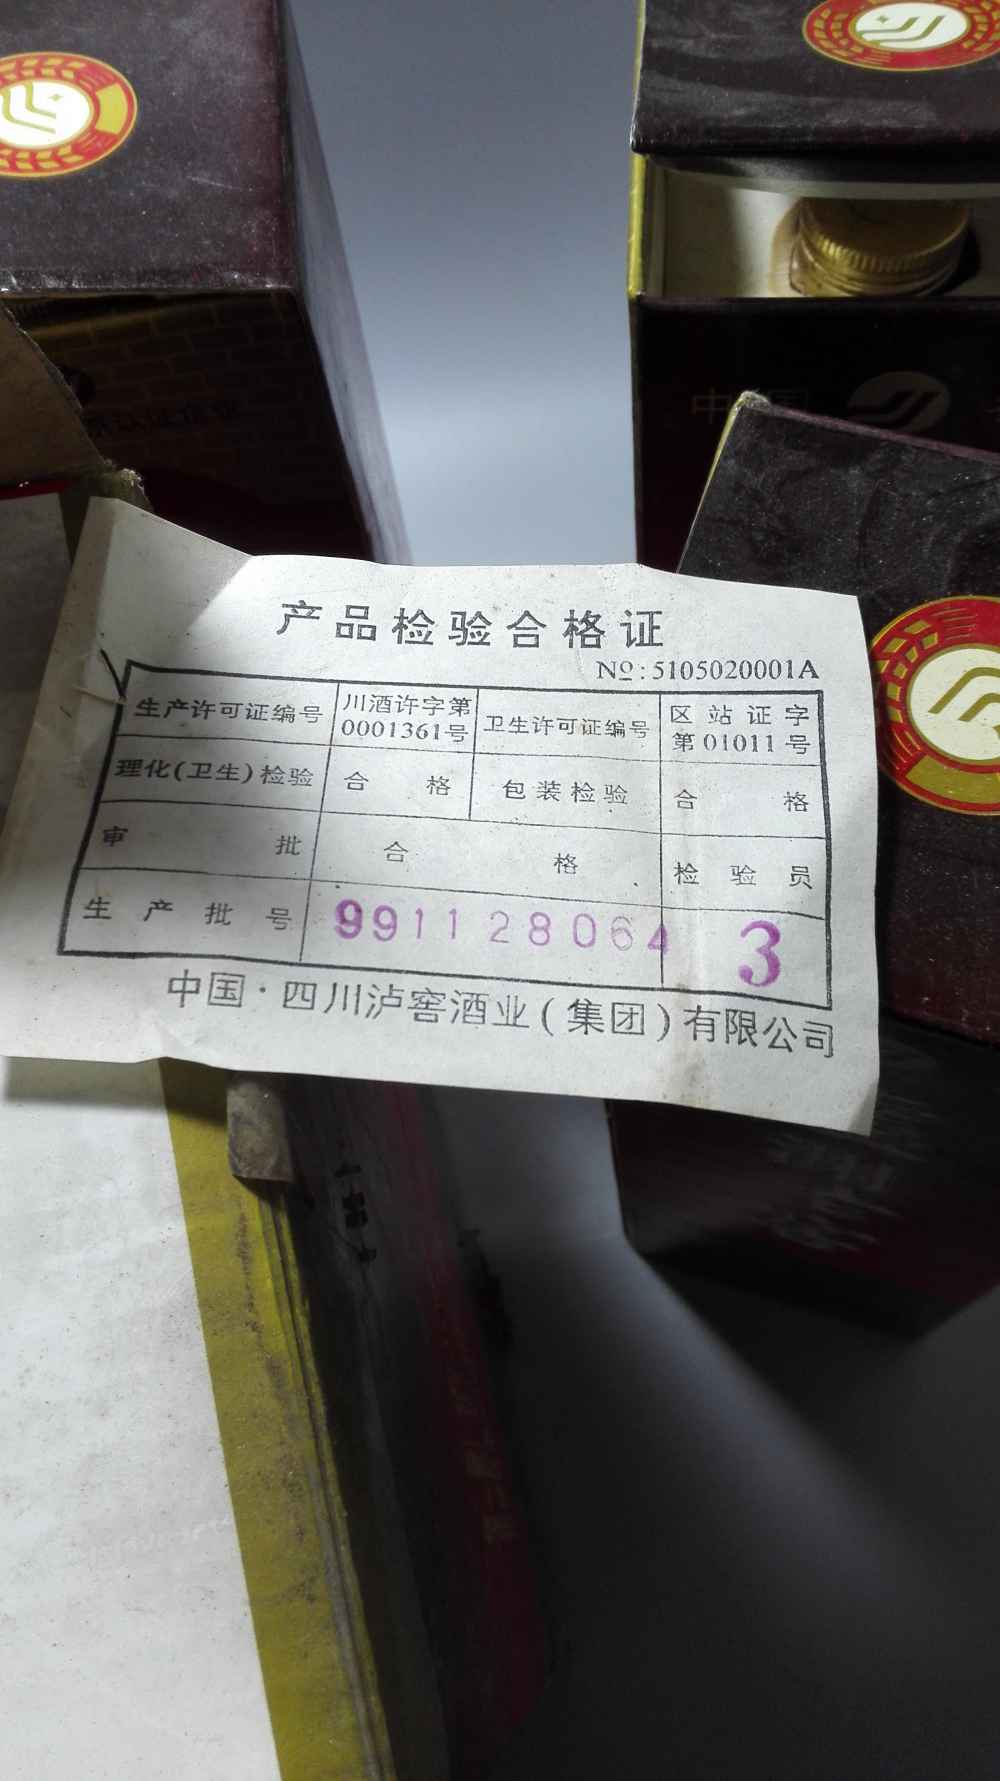 中国
产品检验合格证
№:5105020001A
生产许可证编号 川酒许字第0001361号 卫生许可证编号 区站证字第01011号
理化(卫生)检验 合格 包装检验 合格
审批 合格 检验员
生产批号 991128064 3
中国·四川泸窖酒业(集团)有限公司